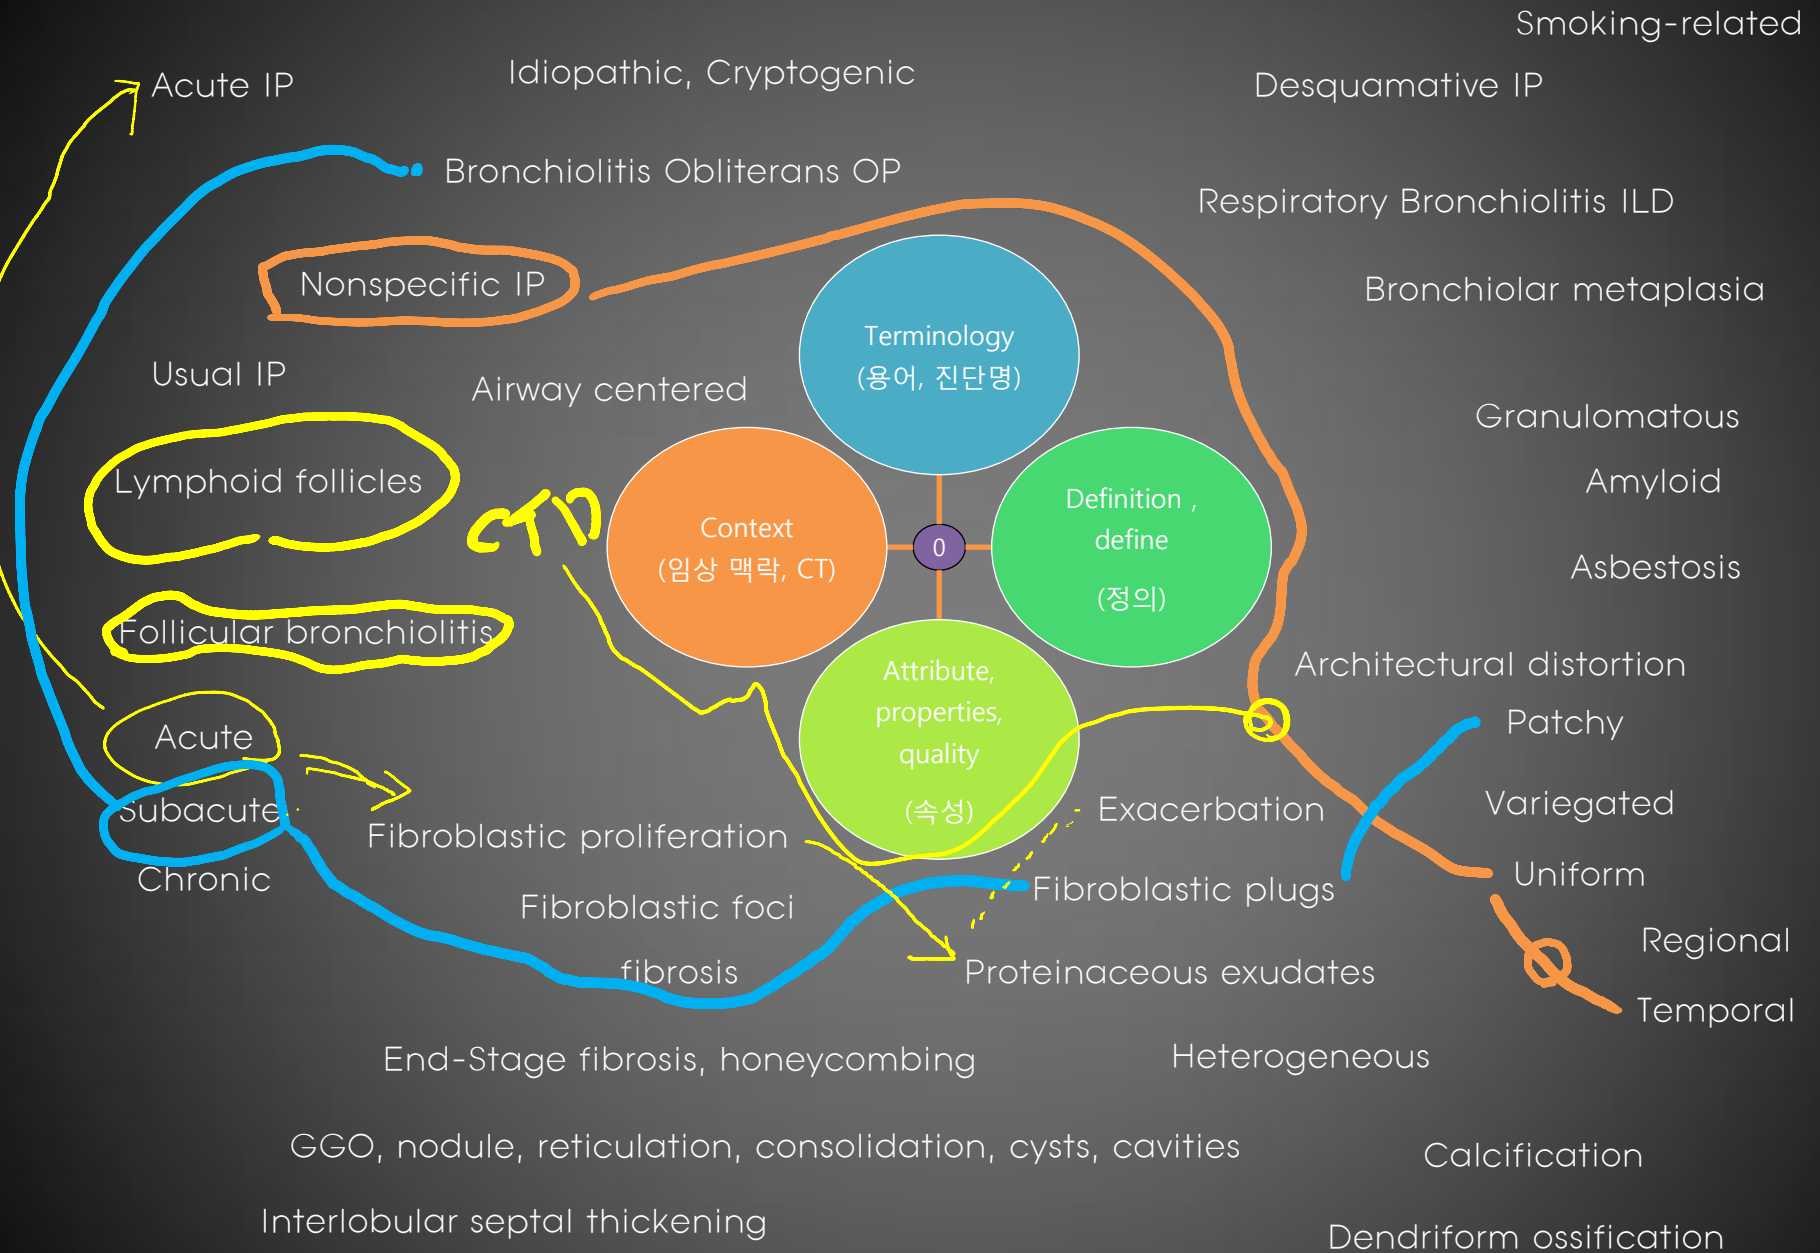 Smoking-related
Idiopathic, Cryptogenic
Acute IP
Desquamative IP
Bronchiolitis Obliterans OP
Respiratory Bronchiolitis ILD
Nonspecific IP
Bronchiolar metaplasia
Terminology
(용어, 진단명)
Usual IP
Airway centered
Granulomatous
Lymphoid follicles
Amyloid
CTD
Context
(임상 맥락, CT)
0
Definition ,
define
(정의)
Asbestosis
Follicular bronchiolitis
Architectural distortion
Attribute,
properties,
quality
(속성)
Acute
Patchy
Subacute
Exacerbation
Variegated
Fibroblastic proliferation
Chronic
Fibroblastic plugs
Uniform
Fibroblastic foci
Regional
fibrosis
Proteinaceous exudates
Temporal
End-Stage fibrosis, honeycombing
Heterogeneous
GGO, nodule, reticulation, consolidation, cysts, cavities
Calcification
Interlobular septal thickening
Dendriform ossification